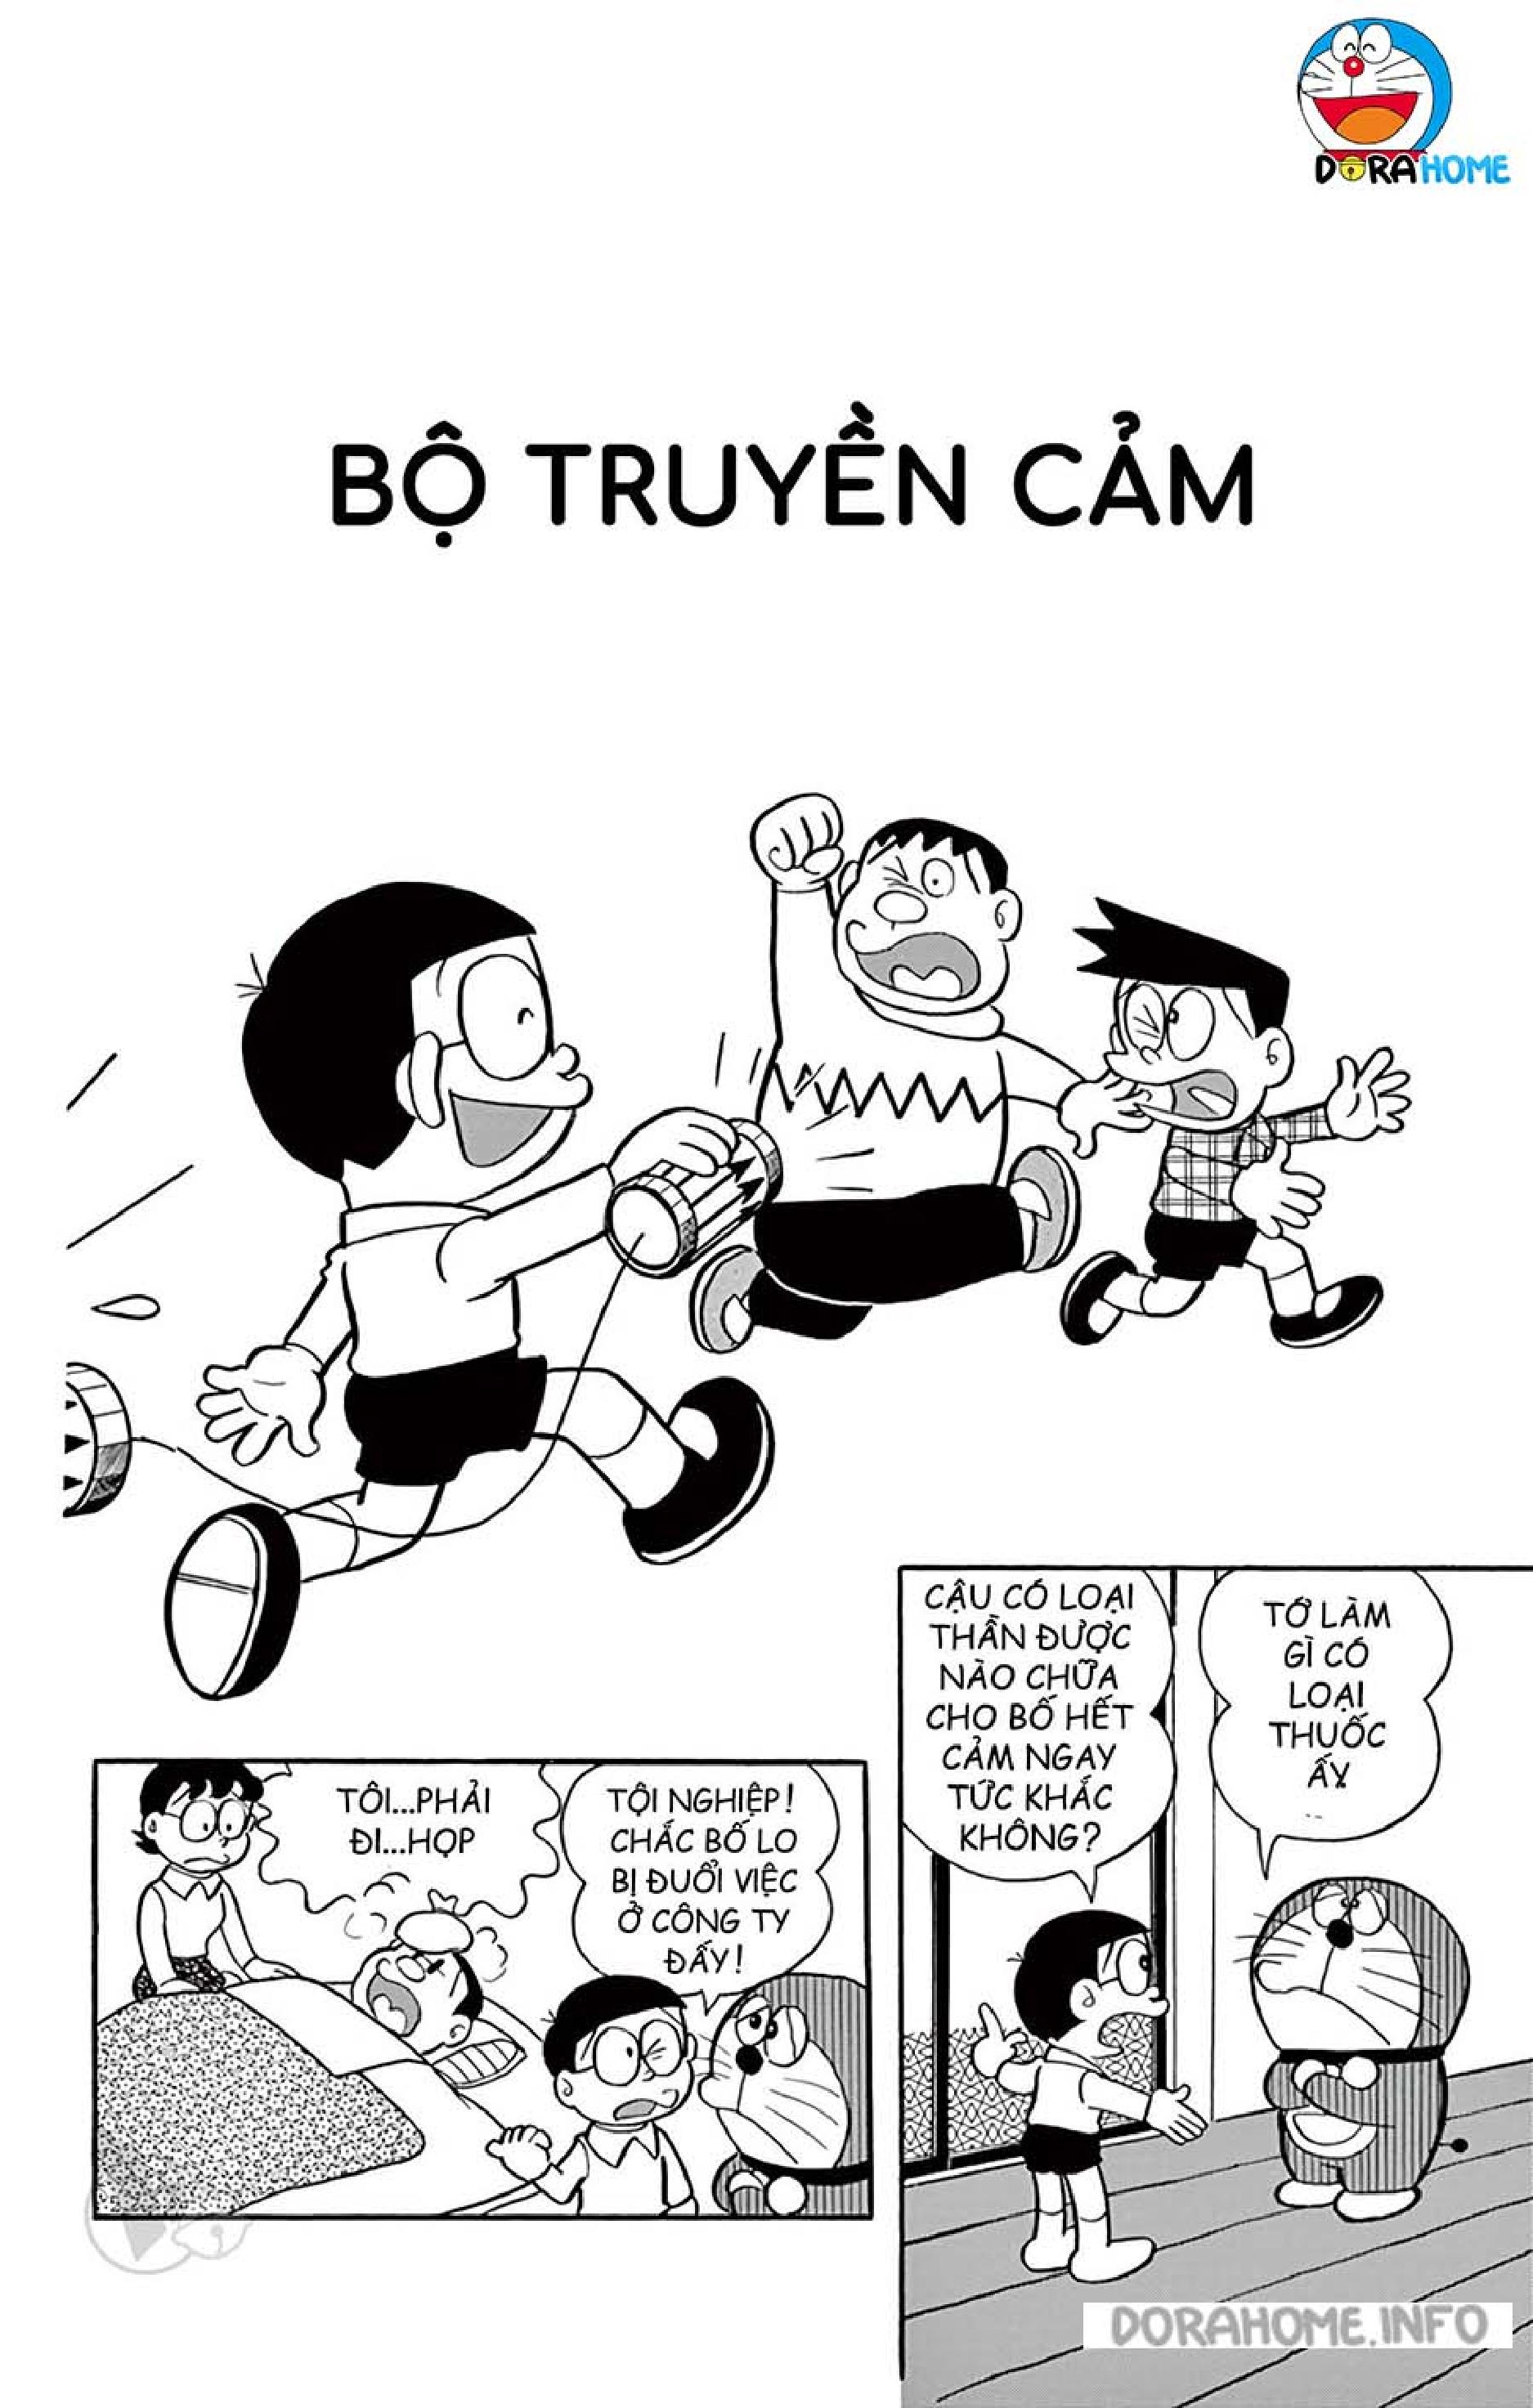 DORAHOME
BỘ TRUYỀN CẢM
TÔI...PHẢI
ĐI...HỌP
TỘI NGHIỆP!
CHẮC BỐ LO
BỊ ĐUỔI VIỆC
Ở CÔNG TY
ĐẤY!
CẬU CÓ LOẠI
THẦN ĐƯỢC
NÀO CHỮA
CHO BỐ HẾT
CẢM NGAY
TỨC KHẮC
KHÔNG?
TỚ LÀM
GÌ CÓ
LOẠI
THUỐC
ẤY.
...
DORAHOME.INFO